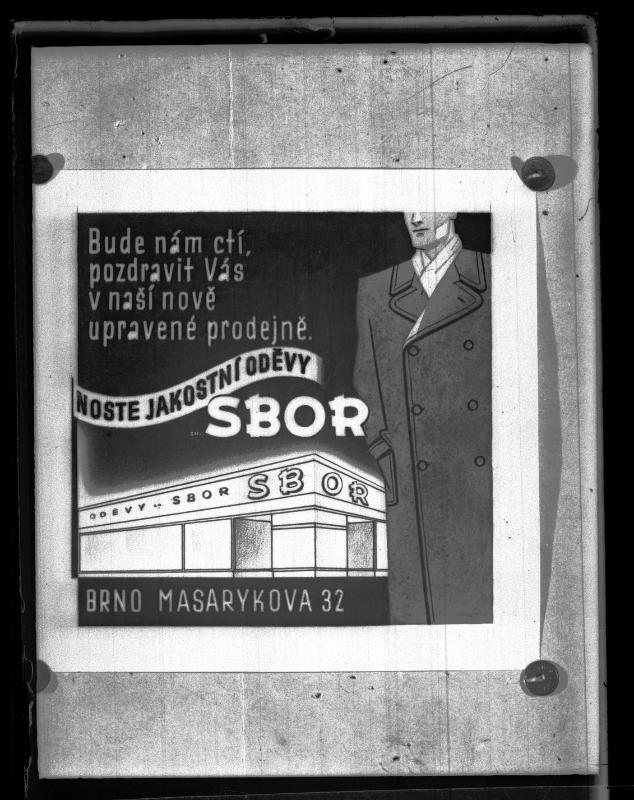 Bude nám ctí,
pozdravit Vás
v naší nově
upravené prodejně.
NOSTE JAKOSTNÍ ODĚVY
SBOR
ODĚVY SBOR SBOR
BRNO MASARYKOVA 32